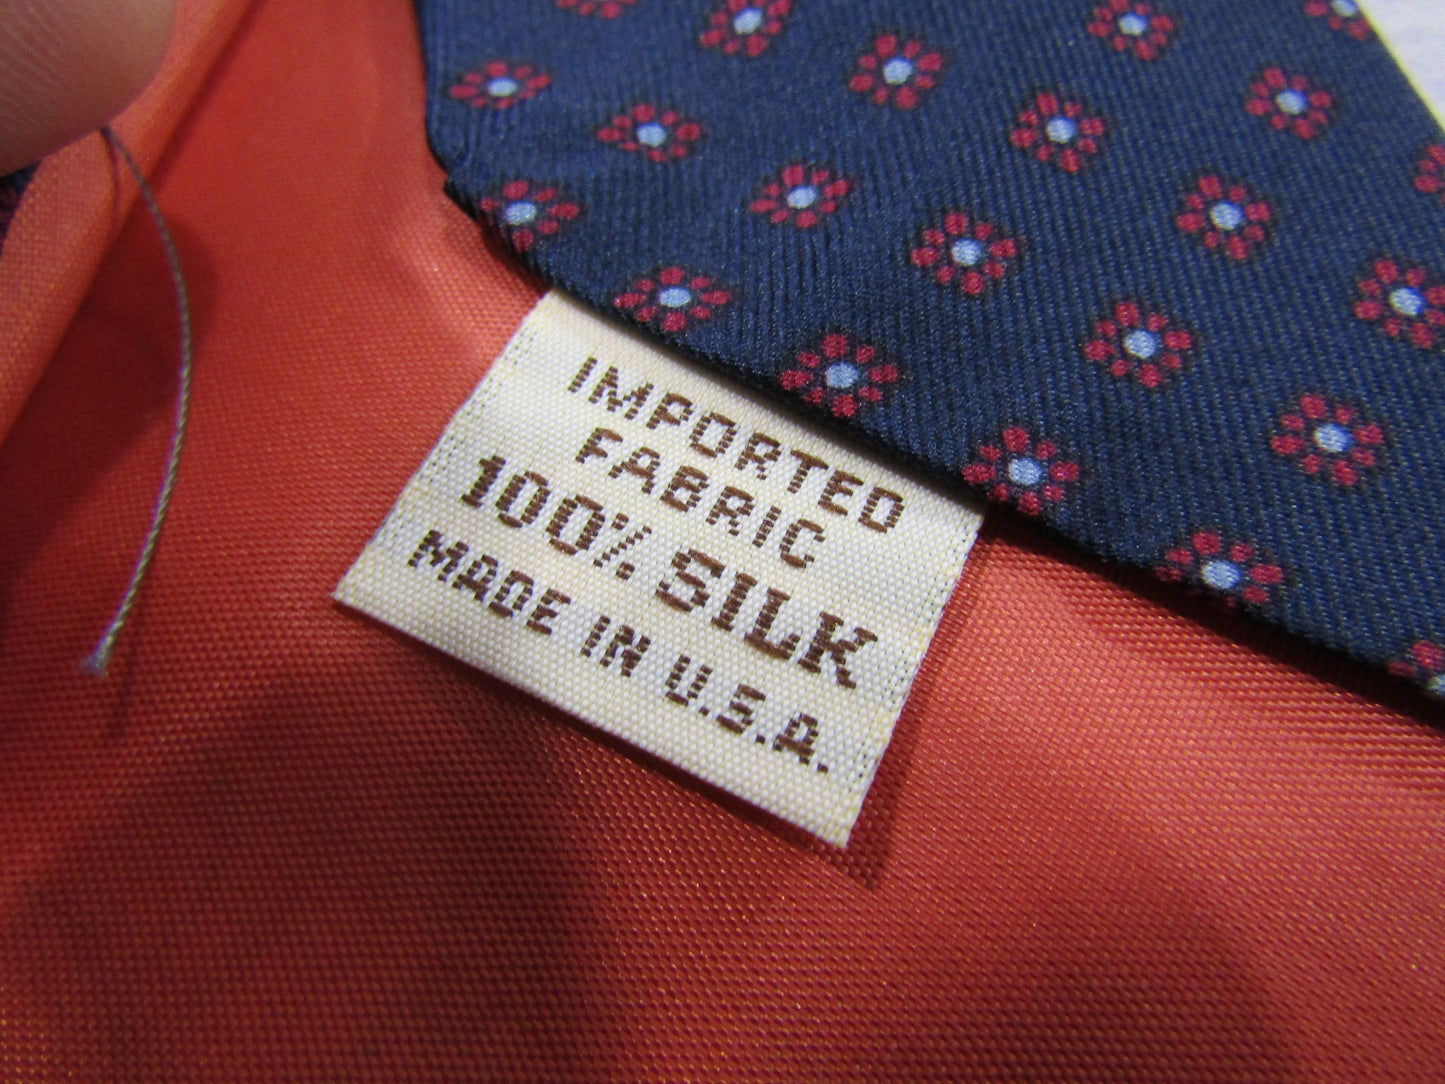 IMPORTED
FABRIC
100% SILK
MADE IN U.S.A.